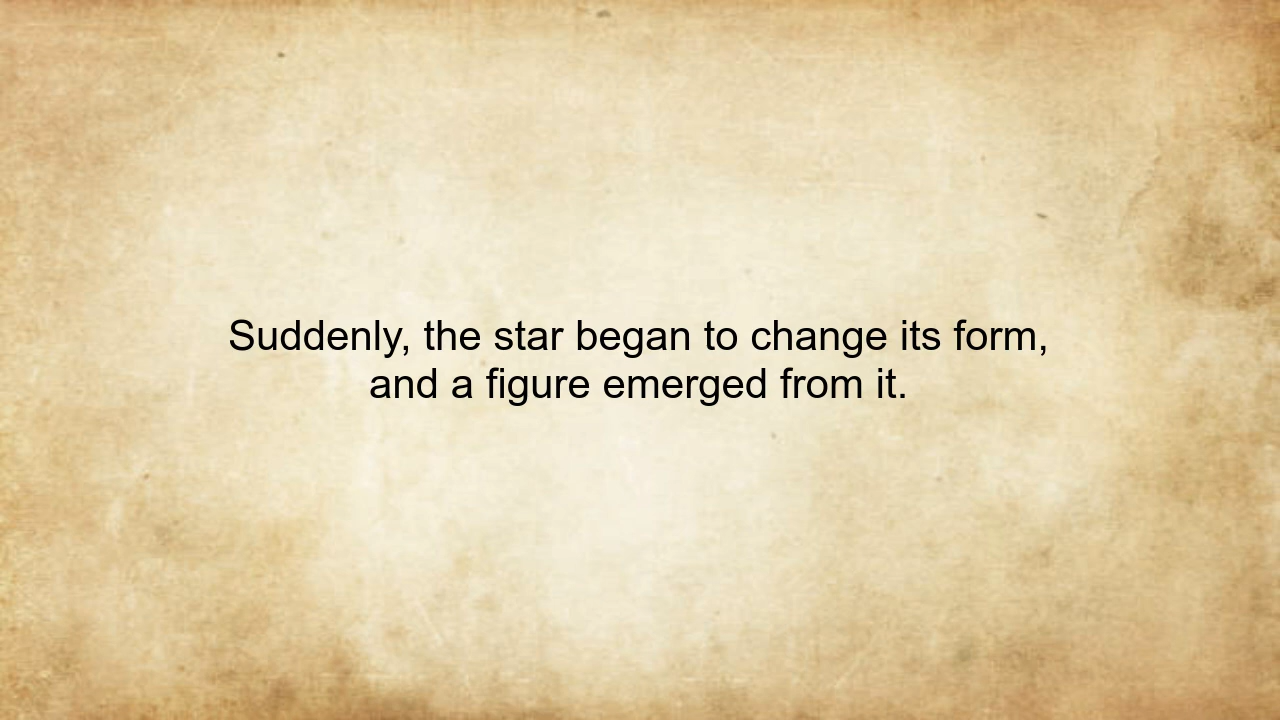 Suddenly, the star began to change its form,
and a figure emerged from it.